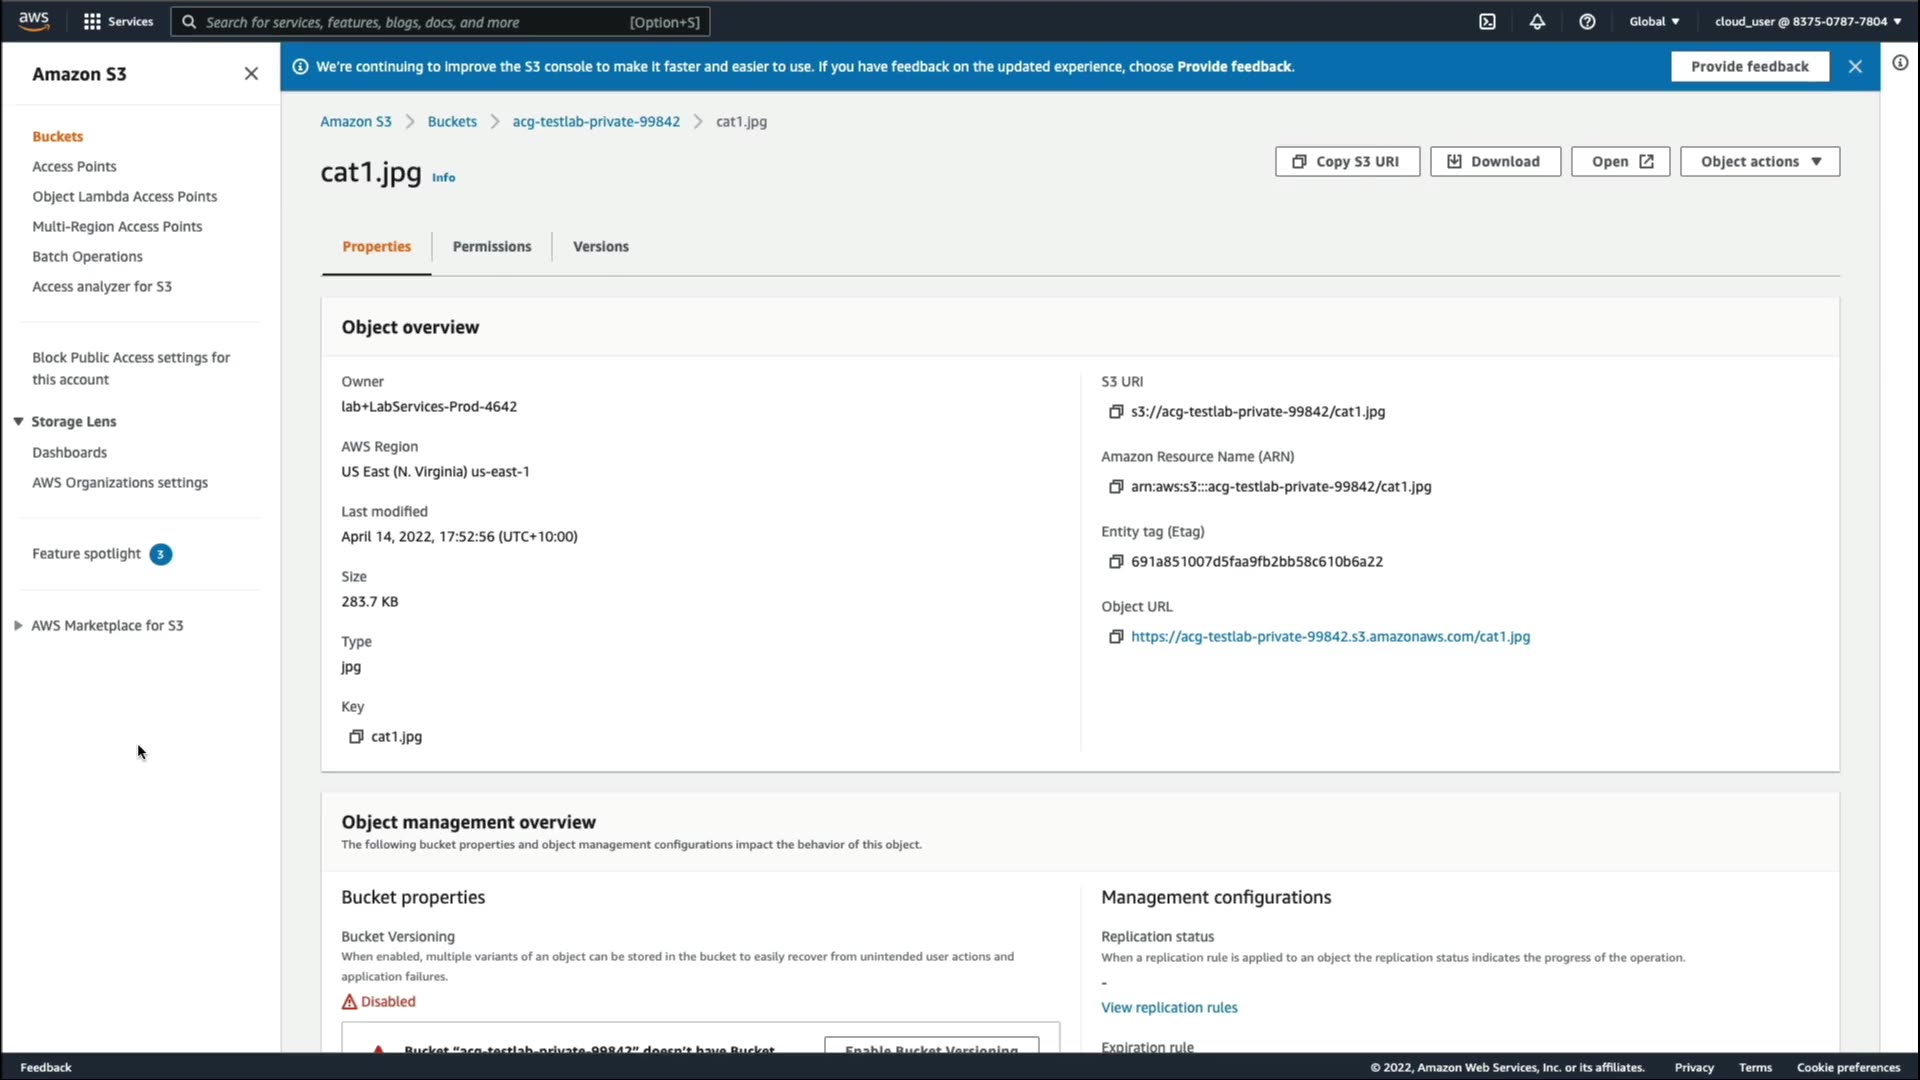 aws
Services
Search for services, features, blogs, docs, and more
[Option+S]
Global
cloud_user @ 8375-0787-7804
Amazon S3
Buckets
Access Points
Object Lambda Access Points
Multi-Region Access Points
Batch Operations
Access analyzer for S3
Block Public Access settings for
this account
Storage Lens
Dashboards
AWS Organizations settings
Feature spotlight 3
AWS Marketplace for S3
We're continuing to improve the S3 console to make it faster and easier to use. If you have feedback on the updated experience, choose Provide feedback.
Provide feedback
Amazon S3 > Buckets > acg-testlab-private-99842 > cat1.jpg
cat1.jpg Info
Copy S3 URI
Download
Open
Object actions
Properties
Permissions
Versions
Object overview
Owner
lab+LabServices-Prod-4642
AWS Region
US East (N. Virginia) us-east-1
Last modified
April 14, 2022, 17:52:56 (UTC+10:00)
Size
283.7 KB
Type
jpg
Key
cat1.jpg
S3 URI
s3://acg-testlab-private-99842/cat1.jpg
Amazon Resource Name (ARN)
arn:aws:s3:::acg-testlab-private-99842/cat1.jpg
Entity tag (Etag)
691a851007d5faa9fb2bb58c610b6a22
Object URL
https://acg-testlab-private-99842.s3.amazonaws.com/cat1.jpg
Object management overview
The following bucket properties and object management configurations impact the behavior of this object.
Bucket properties
Bucket Versioning
When enabled, multiple variants of an object can be stored in the bucket to easily recover from unintended user actions and
application failures.
Disabled
Bucket "acg-testlab-private-99842" doesn't have Bucket
Enable Bucket Versioning
Management configurations
Replication status
When a replication rule is applied to an object the replication status indicates the progress of the operation.
-
View replication rules
Expiration rule
Feedback
© 2022, Amazon Web Services, Inc. or its affiliates.
Privacy
Terms
Cookie preferences